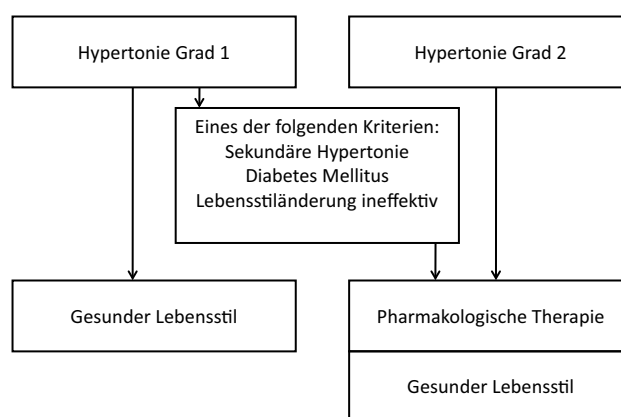 Hypertonie Grad 1
Hypertonie Grad 2
Eines der folgenden Kriterien:
Sekundäre Hypertonie
Diabetes Mellitus
Lebensstiländerung ineffektiv
Gesunder Lebensstil
Pharmakologische Therapie
Gesunder Lebensstil